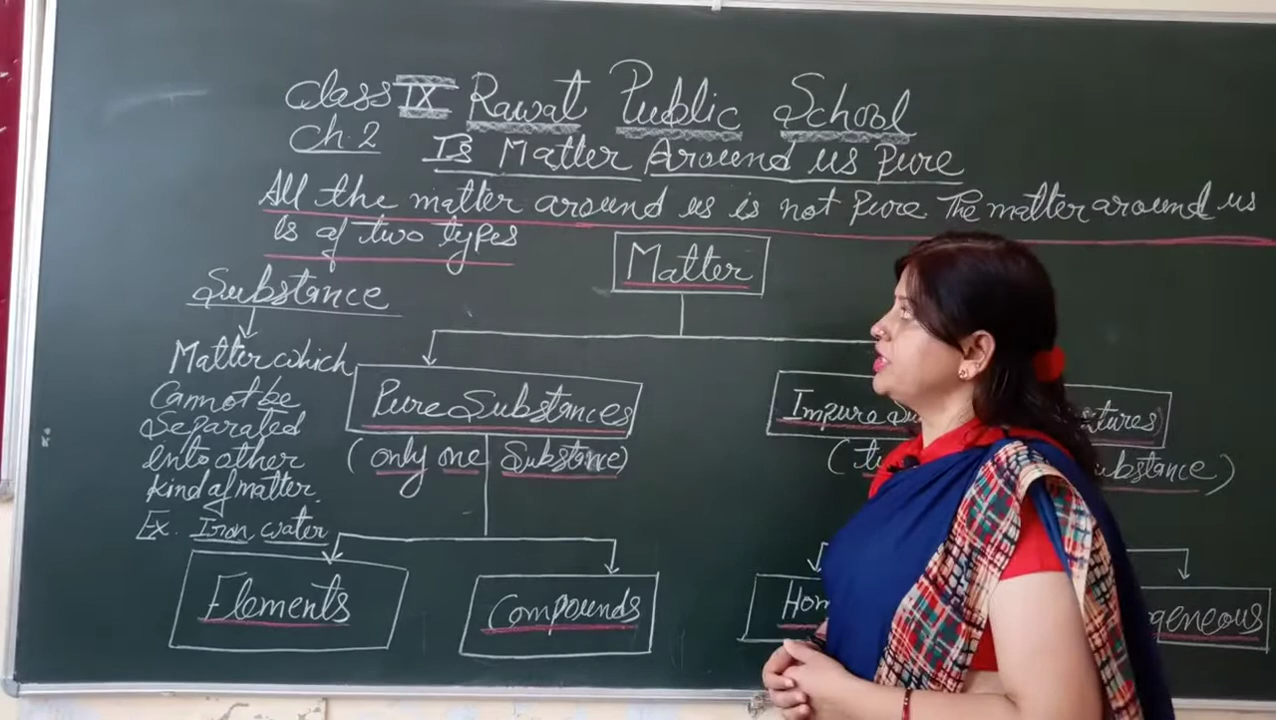 Class IX Rawat Public School
Ch. 2 Is Matter Around us Pure
All the matter around us is not Pure The matter around us
is of two types
Matter
Substance
Matter which
Cannot be
Separated
Into other
kind of matter.
Ex. Iron, water
Pure Substances
(only one Substance)
Impure
ubstance)
Elements
Compounds
Hom
geneous